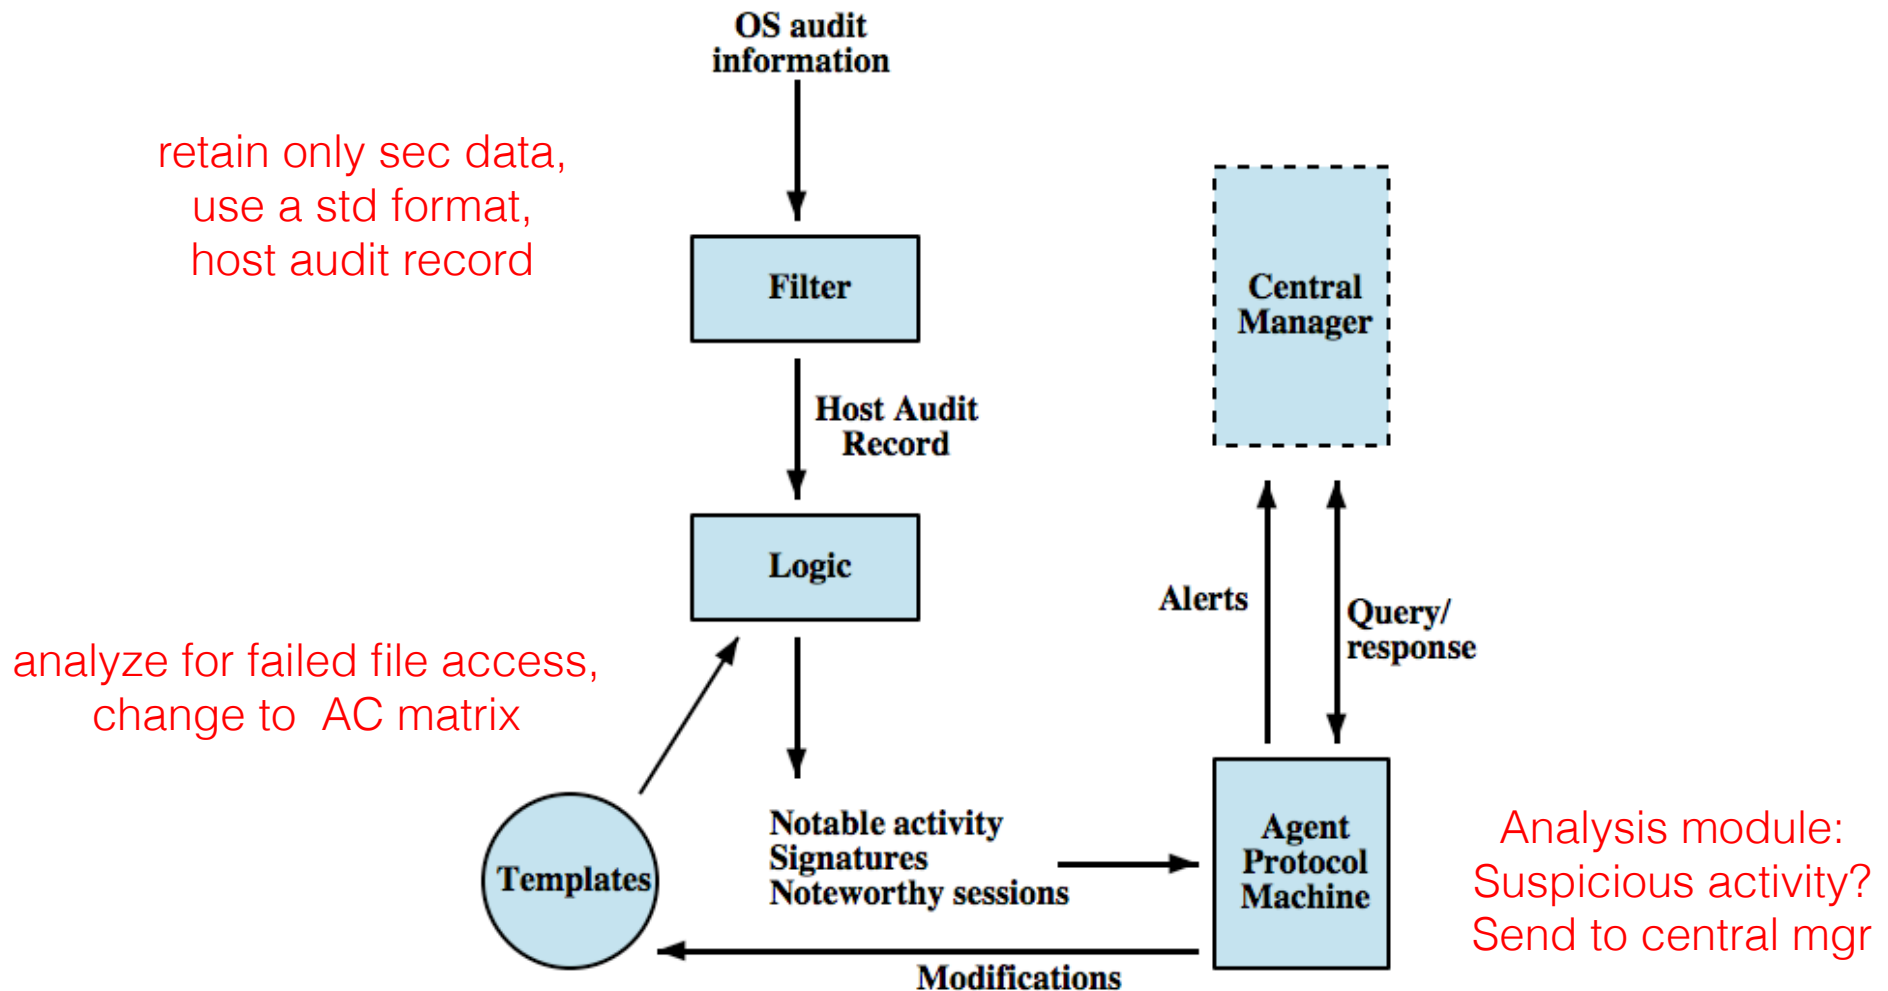 OS audit
information
retain only sec data,
use a std format,
host audit record
Filter
Central
Manager
Host Audit
Record
Logic
Alerts
Query/
response
analyze for failed file access,
change to  AC matrix
Templates
Notable activity
Signatures
Noteworthy sessions
Agent
Protocol
Machine
Analysis module:
Suspicious activity?
Send to central mgr
Modifications